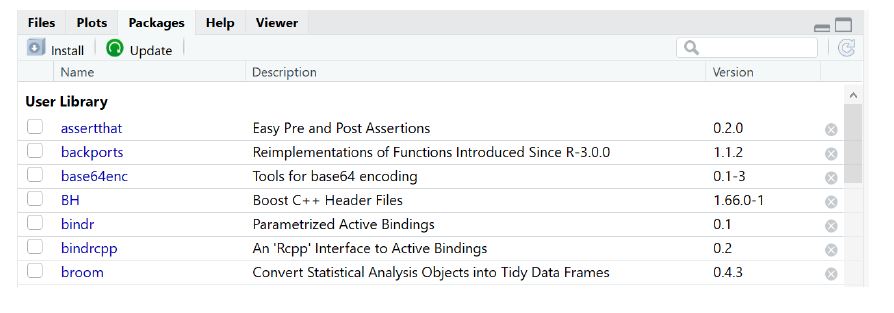 Files Plots Packages Help Viewer
Install Update
Name Description Version
User Library
assertthat Easy Pre and Post Assertions 0.2.0
backports Reimplementations of Functions Introduced Since R-3.0.0 1.1.2
base64enc Tools for base64 encoding 0.1-3
BH Boost C++ Header Files 1.66.0-1
bindr Parametrized Active Bindings 0.1
bindrcpp An 'Rcpp' Interface to Active Bindings 0.2
broom Convert Statistical Analysis Objects into Tidy Data Frames 0.4.3